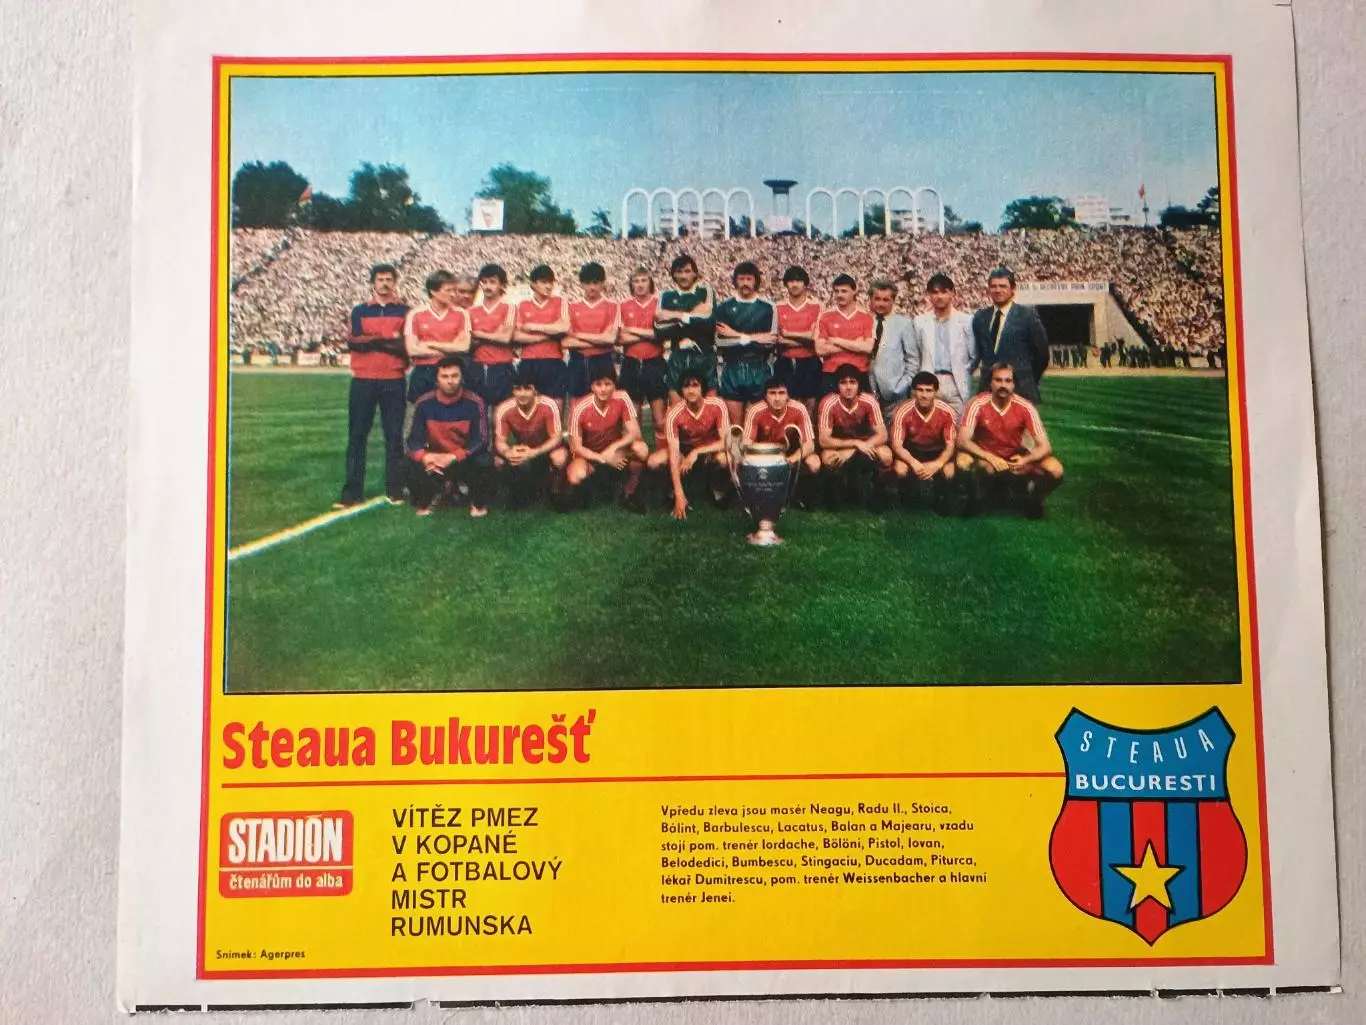 Steaua Bukurešť
STADIÓN
čtenářům do alba
VÍTĚZ PMEZ
V KOPANÉ
A FOTBALOVÝ
MISTR
RUMUNSKA
Vpředu zleva jsou masér Neagu, Radu II., Stoica,
Bálint, Barbulescu, Lacatus, Balan a Majearu, vzadu
stojí pom. trenér Iordache, Bölöni, Pistol, Iovan,
Belodedici, Bumbescu, Stingaciu, Ducadam, Piturca,
lékař Dumitrescu, pom. trenér Weissenbacher a hlavní
trenér Jenei.
STEAUA
BUCURESTI
Snímek: Agerpres